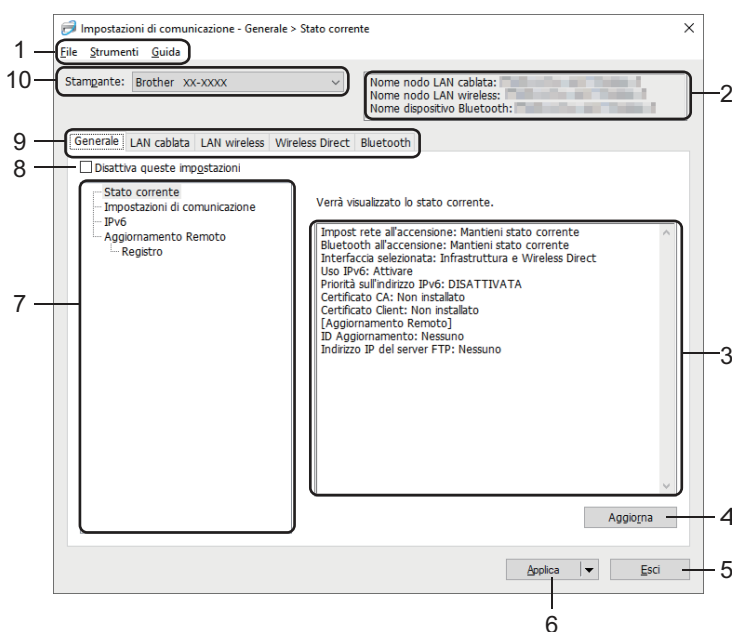 Impostazioni di comunicazione - Generale > Stato corrente
1
File Strumenti Guida
10
Stampante: Brother XX-XXXX
Nome nodo LAN cablata:
Nome nodo LAN wireless:
Nome dispositivo Bluetooth:
2
9
Generale LAN cablata LAN wireless Wireless Direct Bluetooth
8
Disattiva queste impostazioni
Stato corrente
Impostazioni di comunicazione
IPv6
Aggiornamento Remoto
Registro
7
Verrà visualizzato lo stato corrente.
Impost rete all'accensione: Mantieni stato corrente
Bluetooth all'accensione: Mantieni stato corrente
Interfaccia selezionata: Infrastruttura e Wireless Direct
Uso IPv6: Attivare
Priorità sull'indirizzo IPv6: DISATTIVATA
Certificato CA: Non installato
Certificato Client: Non installato
[Aggiornamento Remoto]
ID Aggiornamento: Nessuno
Indirizzo IP del server FTP: Nessuno
3
Aggiorna
4
Applica
Esci
5
6